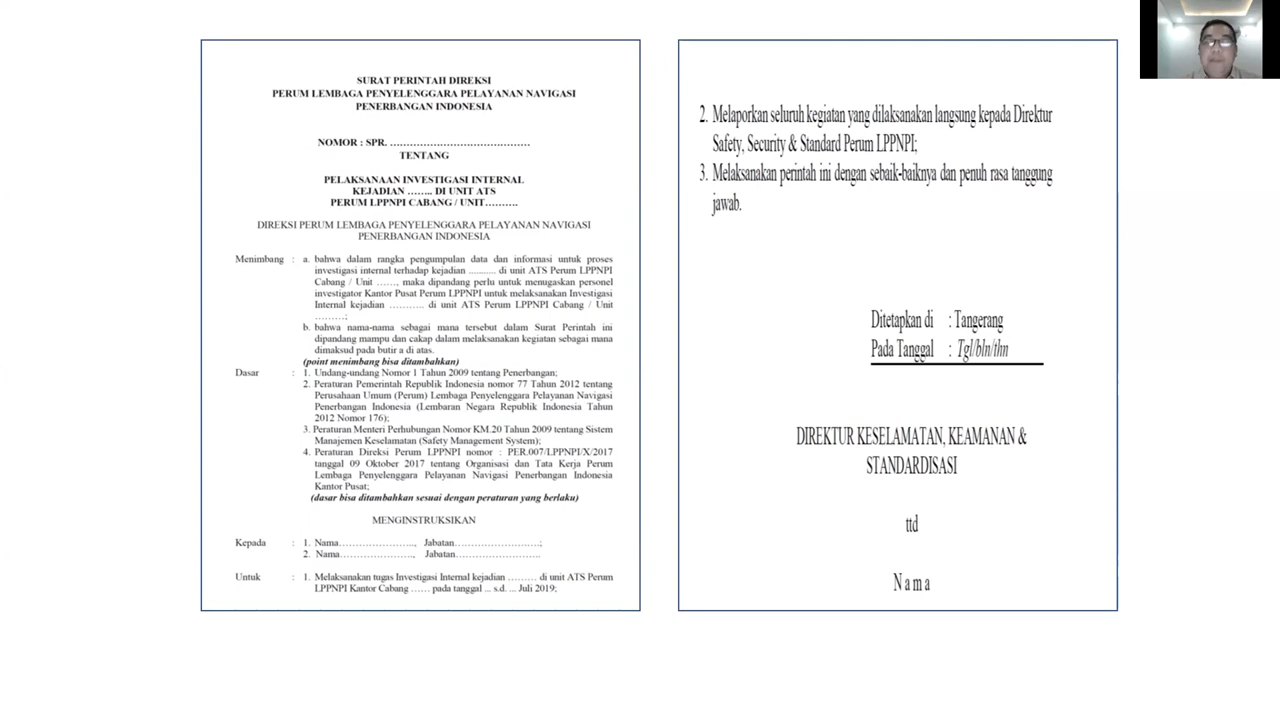 SURAT PERINTAH DIREKSI
PERUM LEMBAGA PENYELENGGARA PELAYANAN NAVIGASI
PENERBANGAN INDONESIA
NOMOR : SPR. ……………………………………
TENTANG
PELAKSANAAN INVESTIGASI INTERNAL
KEJADIAN …….. DI UNIT ATS
PERUM LPPNPI CABANG / UNIT……….
DIREKSI PERUM LEMBAGA PENYELENGGARA PELAYANAN NAVIGASI
PENERBANGAN INDONESIA
Menimbang : a. bahwa dalam rangka pengumpulan data dan informasi untuk proses
investigasi internal terhadap kejadian .......... di unit ATS Perum LPPNPI
Cabang / Unit ……, maka dipandang perlu untuk menugaskan personel
investigator Kantor Pusat Perum LPPNPI untuk melaksanakan Investigasi
Internal kejadian ………. di unit ATS Perum LPPNPI Cabang / Unit
………;
b. bahwa nama-nama sebagai mana tersebut dalam Surat Perintah ini
dipandang mampu dan cakap dalam melaksanakan kegiatan sebagai mana
dimaksud pada butir a di atas.
(point menimbang bisa ditambahkan)
Dasar : 1. Undang-undang Nomor 1 Tahun 2009 tentang Penerbangan;
2. Peraturan Pemerintah Republik Indonesia nomor 77 Tahun 2012 tentang
Perusahaan Umum (Perum) Lembaga Penyelenggara Pelayanan Navigasi
Penerbangan Indonesia (Lembaran Negara Republik Indonesia Tahun
2012 Nomor 176);
3. Peraturan Menteri Perhubungan Nomor KM.20 Tahun 2009 tentang Sistem
Manajemen Keselamatan (Safety Management System);
4. Peraturan Direksi Perum LPPNPI nomor : PER.007/LPPNPI/X/2017
tanggal 09 Oktober 2017 tentang Organisasi dan Tata Kerja Perum
Lembaga Penyelenggara Pelayanan Navigasi Penerbangan Indonesia
Kantor Pusat;
(dasar bisa ditambahkan sesuai dengan peraturan yang berlaku)
MENGINSTRUKSIKAN
Kepada : 1. Nama………………….., Jabatan…………………….;
2. Nama…………………., Jabatan……………………..
Untuk : 1. Melaksanakan tugas Investigasi Internal kejadian ……… di unit ATS Perum
LPPNPI Kantor Cabang …… pada tanggal ... s.d. ... Juli 2019;
2. Melaporkan seluruh kegiatan yang dilaksanakan langsung kepada Direktur
Safety, Security & Standard Perum LPPNPI;
3. Melaksanakan perintah ini dengan sebaik-baiknya dan penuh rasa tanggung
jawab.
Ditetapkan di : Tangerang
Pada Tanggal : Tgl/bln/thn
DIREKTUR KESELAMATAN, KEAMANAN &
STANDARDISASI
ttd
N a m a